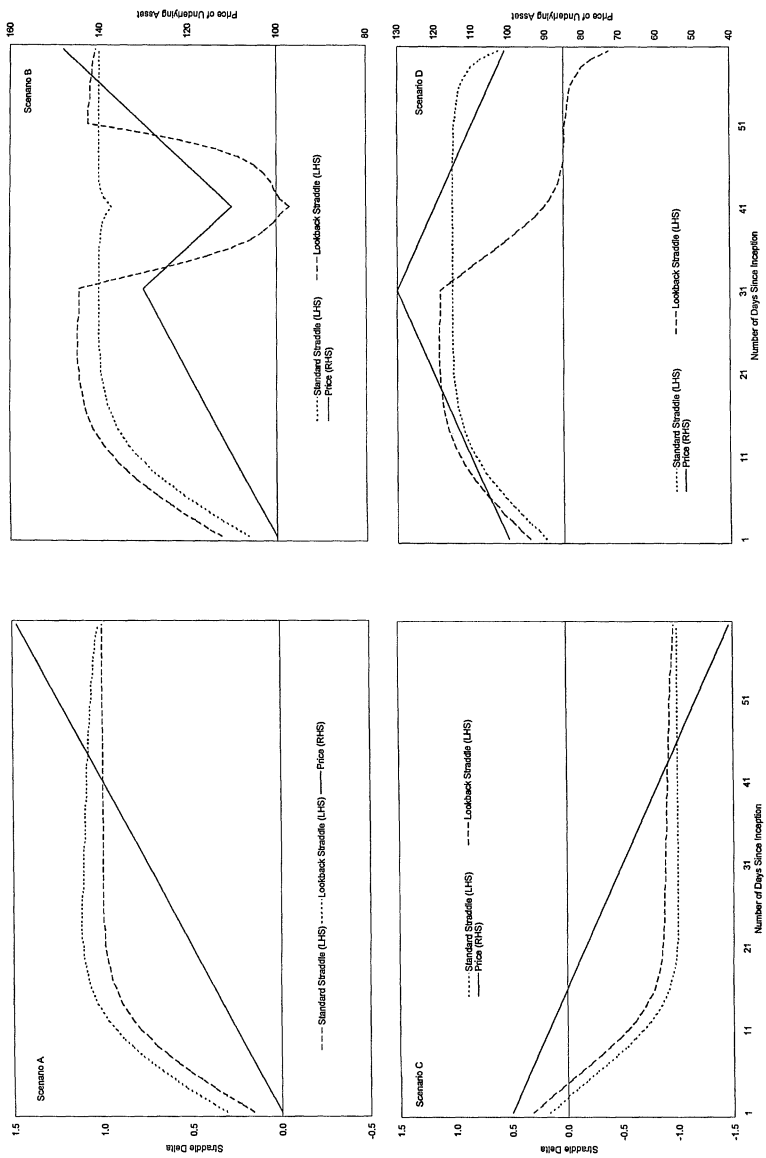 Scenario A
1.5
1.0
0.5
0.0
-0.5
Straddle Delta
--- Standard Straddle (LHS) ······ Lookback Straddle (LHS) —— Price (RHS)
Scenario B
160
140
120
100
80
60
Price of Underlying Asset
······ Standard Straddle (LHS) --- Lookback Straddle (LHS)
—— Price (RHS)
Scenario C
1.5
1.0
0.5
0.0
-0.5
-1.0
-1.5
Straddle Delta
······ Standard Straddle (LHS) --- Lookback Straddle (LHS)
—— Price (RHS)
1 11 21 31 41 51
Number of Days Since Inception
Scenario D
130
120
110
100
90
80
70
60
50
40
Price of Underlying Asset
······ Standard Straddle (LHS) --- Lookback Straddle (LHS)
—— Price (RHS)
1 11 21 31 41 51
Number of Days Since Inception